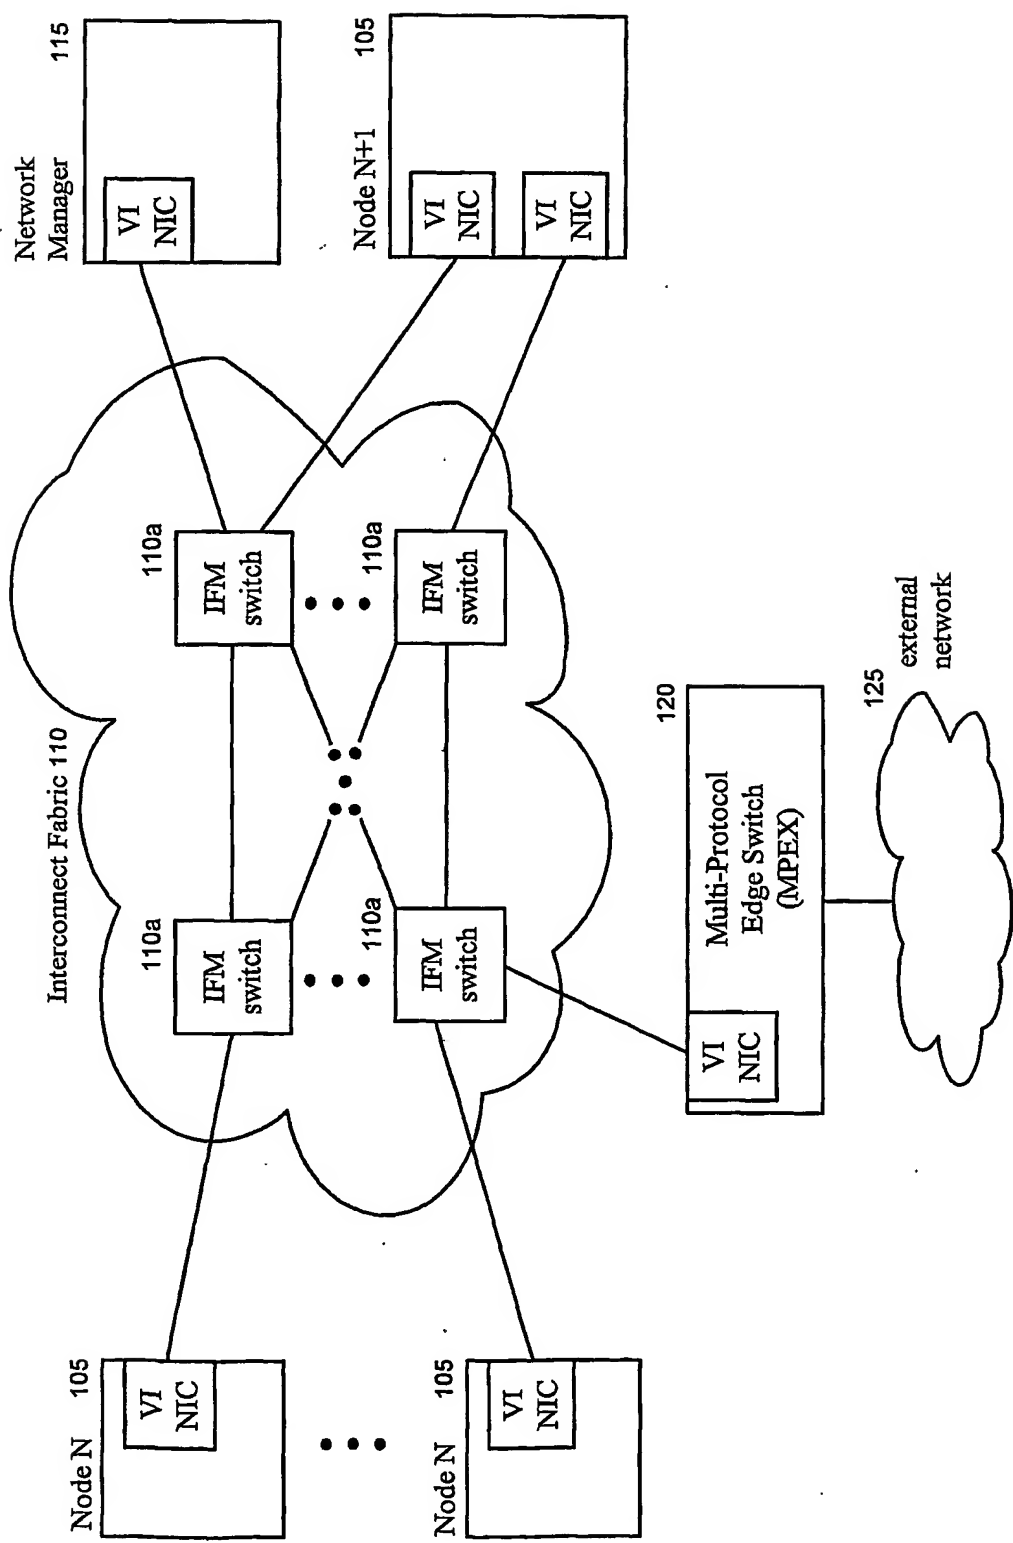 Network
Manager
115
VI
NIC
Node N+1
105
VI
NIC
VI
NIC
Interconnect Fabric 110
110a
IFM
switch
110a
IFM
switch
110a
IFM
switch
110a
IFM
switch
120
Multi-Protocol
Edge Switch
(MPEX)
VI
NIC
125
external
network
Node N
105
VI
NIC
Node N
105
VI
NIC